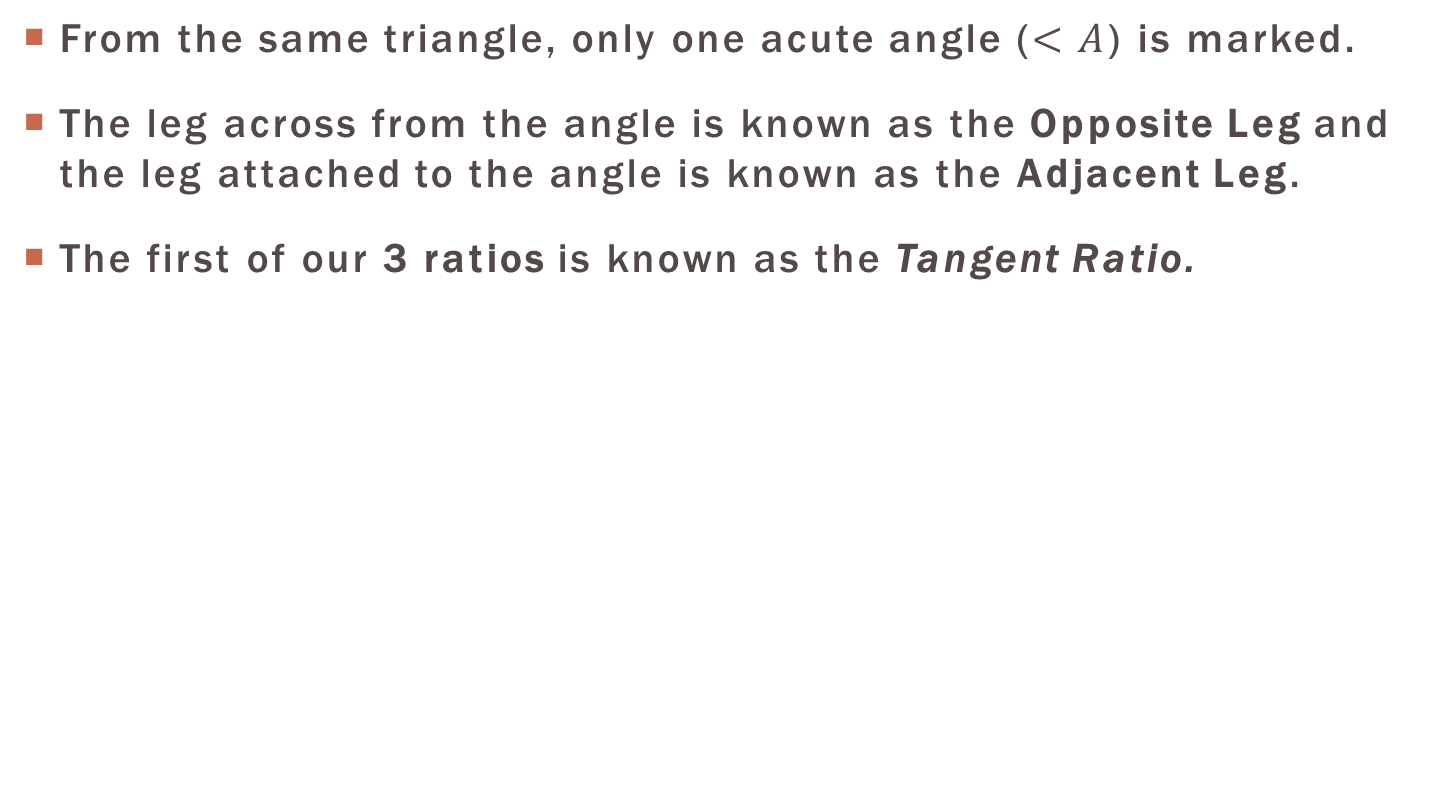 ▪ From the same triangle, only one acute angle (< A) is marked.
▪ The leg across from the angle is known as the Opposite Leg and
the leg attached to the angle is known as the Adjacent Leg.
▪ The first of our 3 ratios is known as the Tangent Ratio.